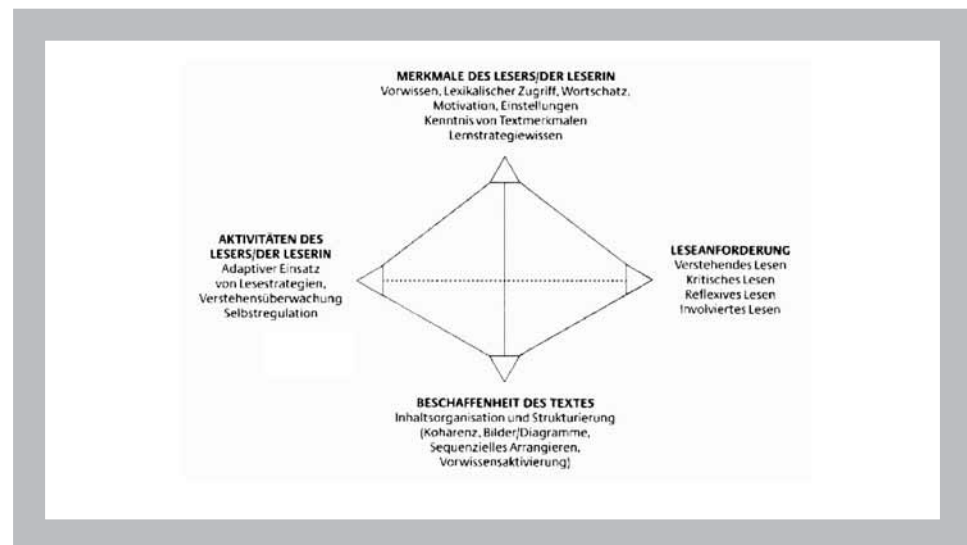 MERKMALE DES LESERS/DER LESERIN
Vorwissen, Lexikalischer Zugriff, Wortschatz,
Motivation, Einstellungen
Kenntnis von Textmerkmalen
Lernstrategiewissen
AKTIVITÄTEN DES
LESERS/DER LESERIN
Adaptiver Einsatz
von Lesestrategien,
Verstehensüberwachung
Selbstregulation
LESEANFORDERUNG
Verstehendes Lesen
Kritisches Lesen
Reflexives Lesen
Involviertes Lesen
BESCHAFFENHEIT DES TEXTES
Inhaltsorganisation und Strukturierung
(Kohärenz, Bilder/Diagramme,
Sequenzielles Arrangieren,
Vorwissensaktivierung)